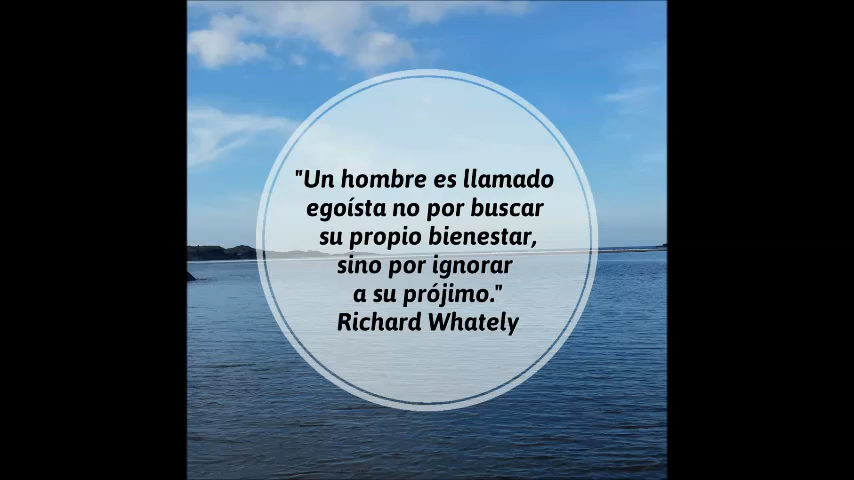 "Un hombre es llamado
egoísta no por buscar
su propio bienestar,
sino por ignorar
a su prójimo."
Richard Whately